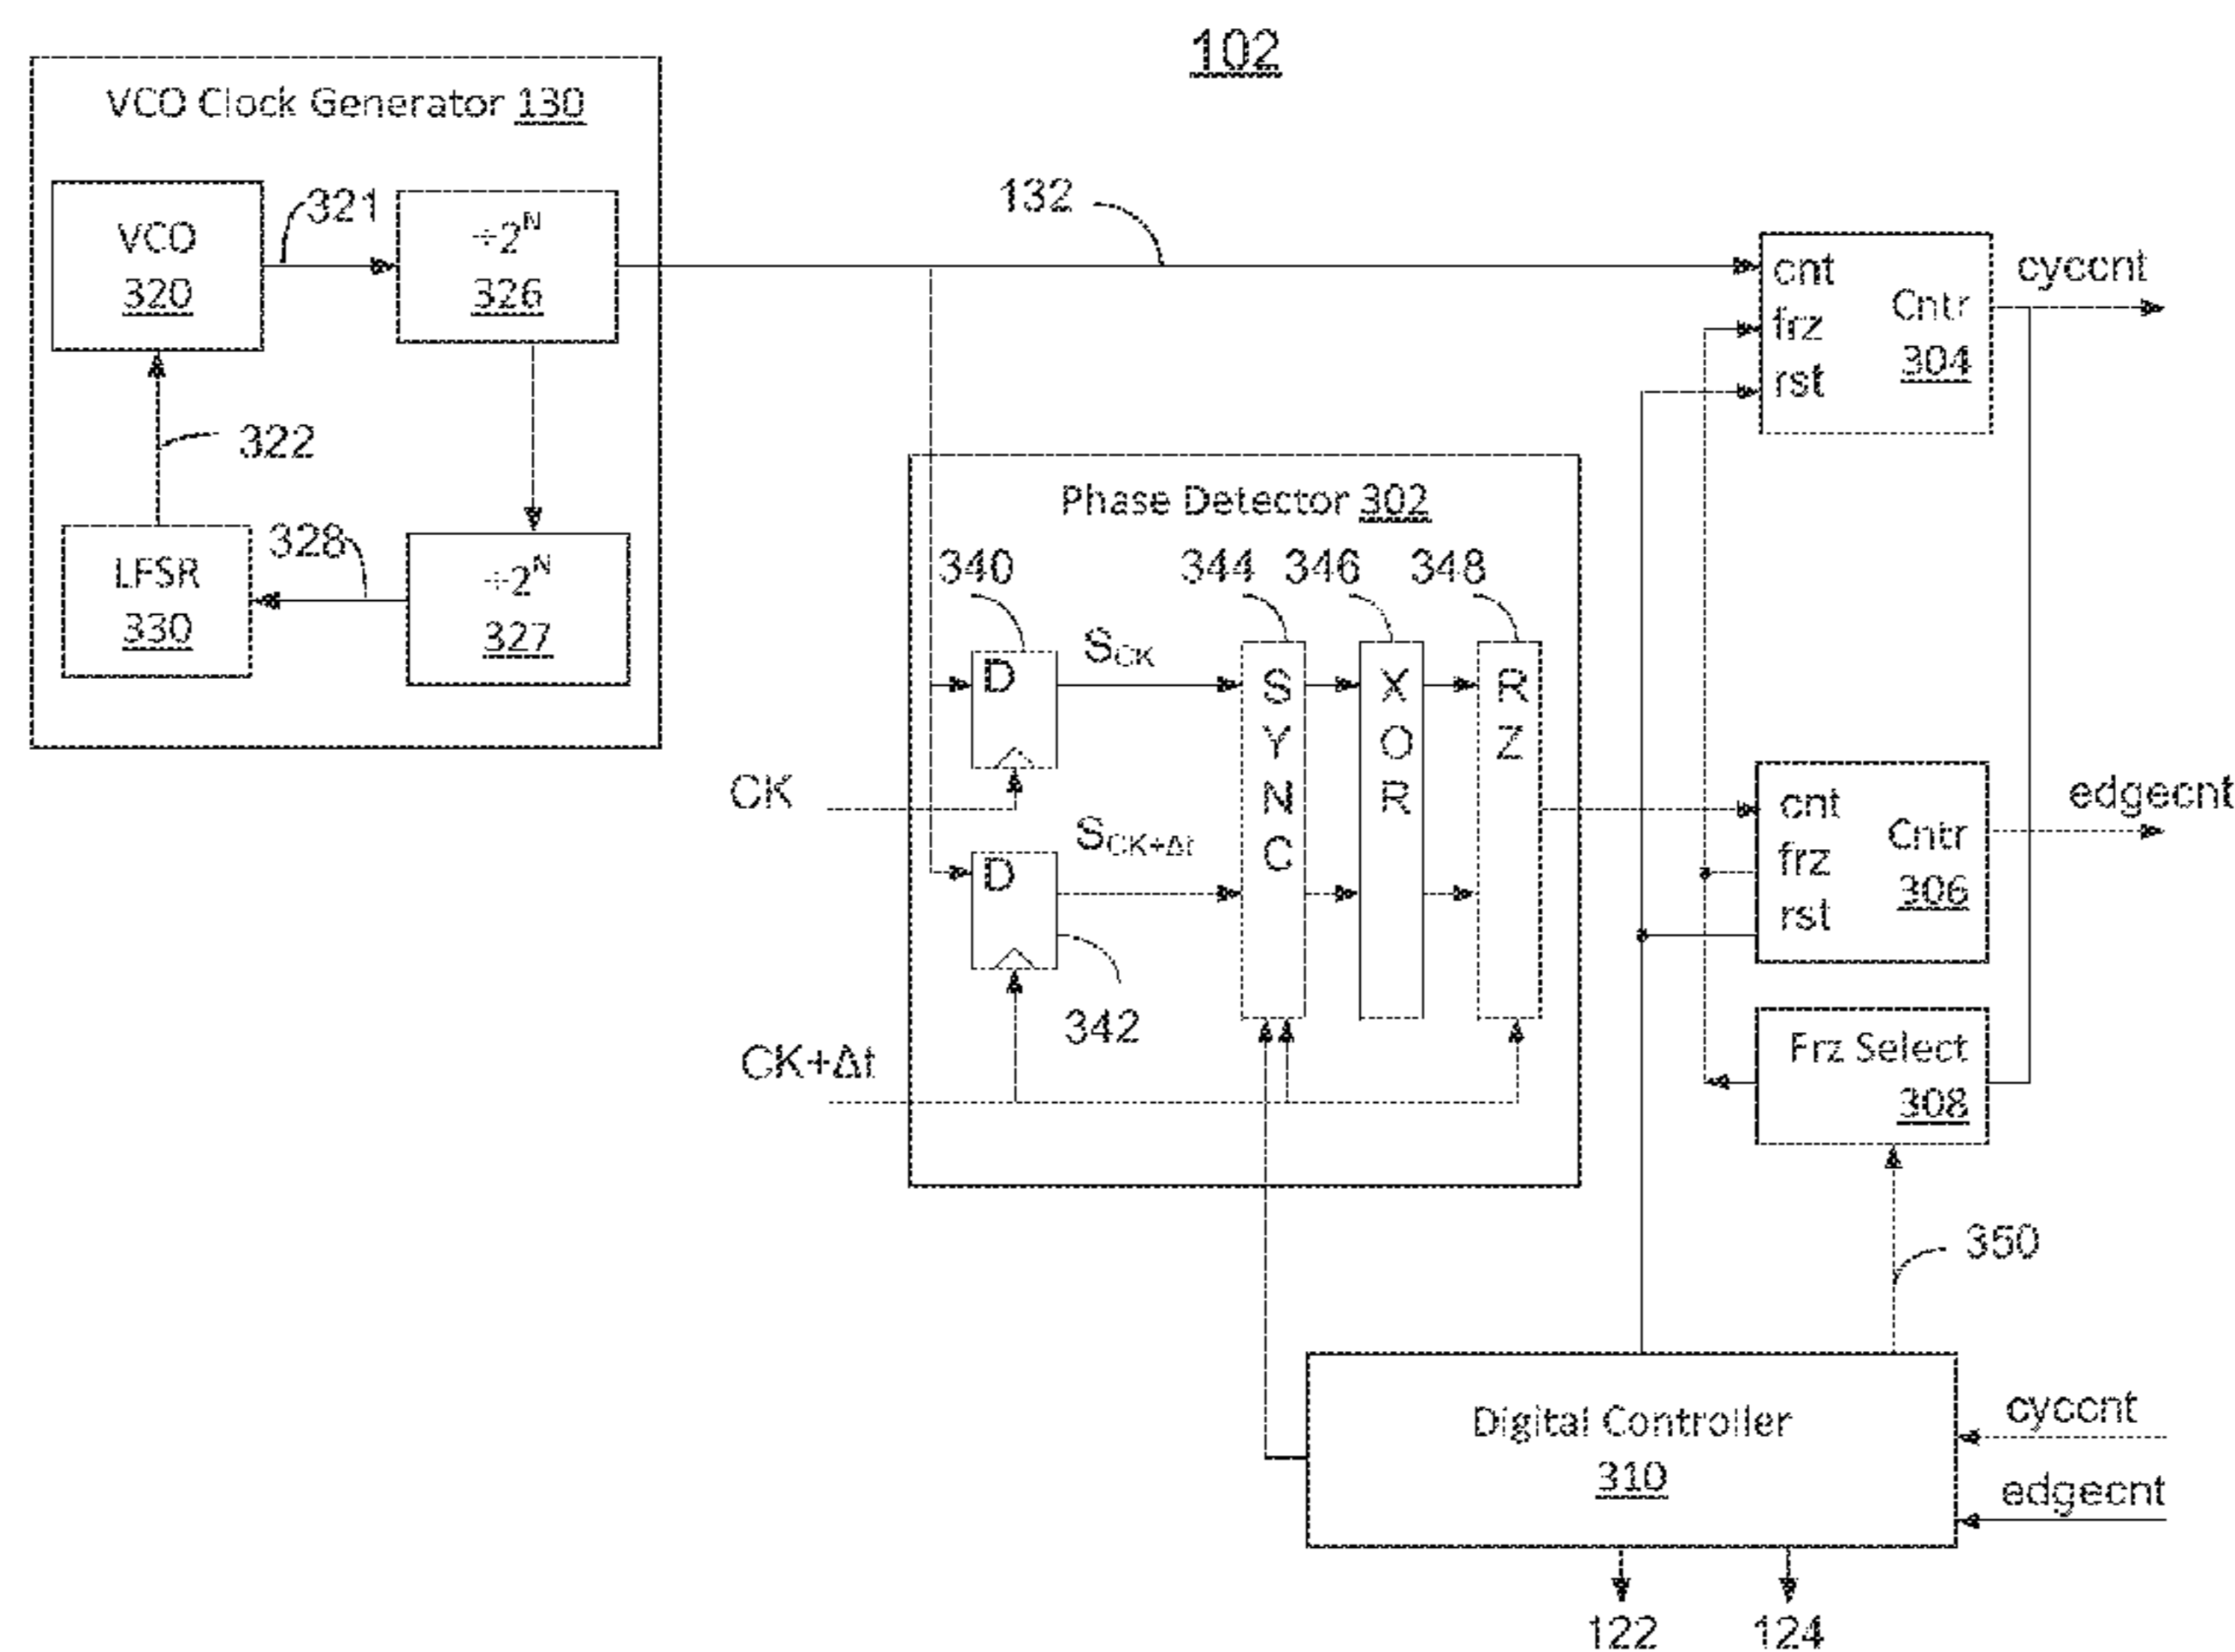 102
VCO Clock Generator 130
VCO
320
321
÷2^N
326
322
LFSR
330
328
÷2^N
327
132
cnt
frz
rst
Cntr
304
cyccnt
Phase Detector 302
340
344
346
348
D
S_CK
CK
D
S_CK+Δt
342
CK+Δt
S
Y
N
C
X
O
R
R
Z
cnt
frz
rst
Cntr
306
edgecnt
Frz Select
308
350
Digital Controller
310
cyccnt
edgecnt
122
124